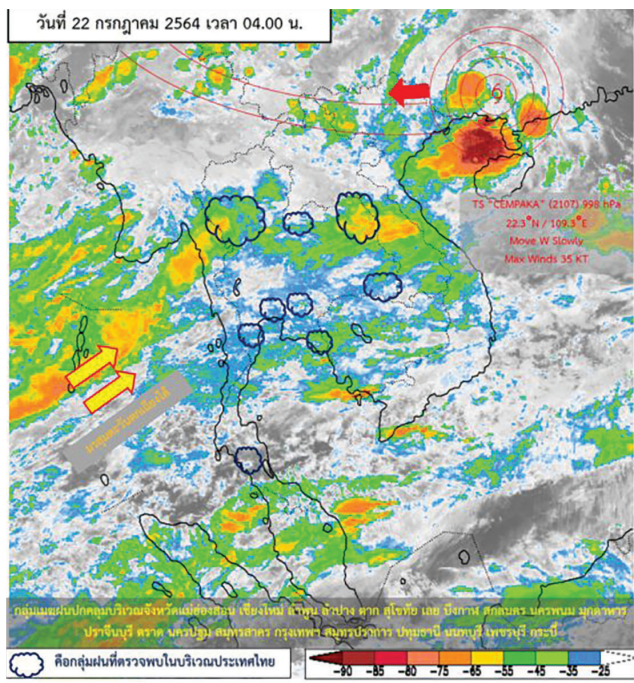 วันที่ 22 กรกฎาคม 2564 เวลา 04.00 น.
TS "CEMPAKA" (2107) 998 hPa
22.3°N / 109.3°E
Move W Slowly
Max Winds 35 KT
มรสุมตะวันตกเฉียงใต้
กลุ่มเมฆฝนปกคลุมบริเวณจังหวัดแม่ฮ่องสอน เชียงใหม่ ลำพูน ลำปาง ตาก สุโขทัย เลย บึงกาฬ สกลนคร นครพนม มุกดาหาร
ปราจีนบุรี ตราด นครปฐม สมุทรสาคร กรุงเทพฯ สมุทรปราการ ปทุมธานี นนทบุรี เพชรบุรี กระบี่
คือกลุ่มฝนที่ตรวจพบในบริเวณประเทศไทย
-90 -85 -80 -75 -65 -55 -45 -35 -25